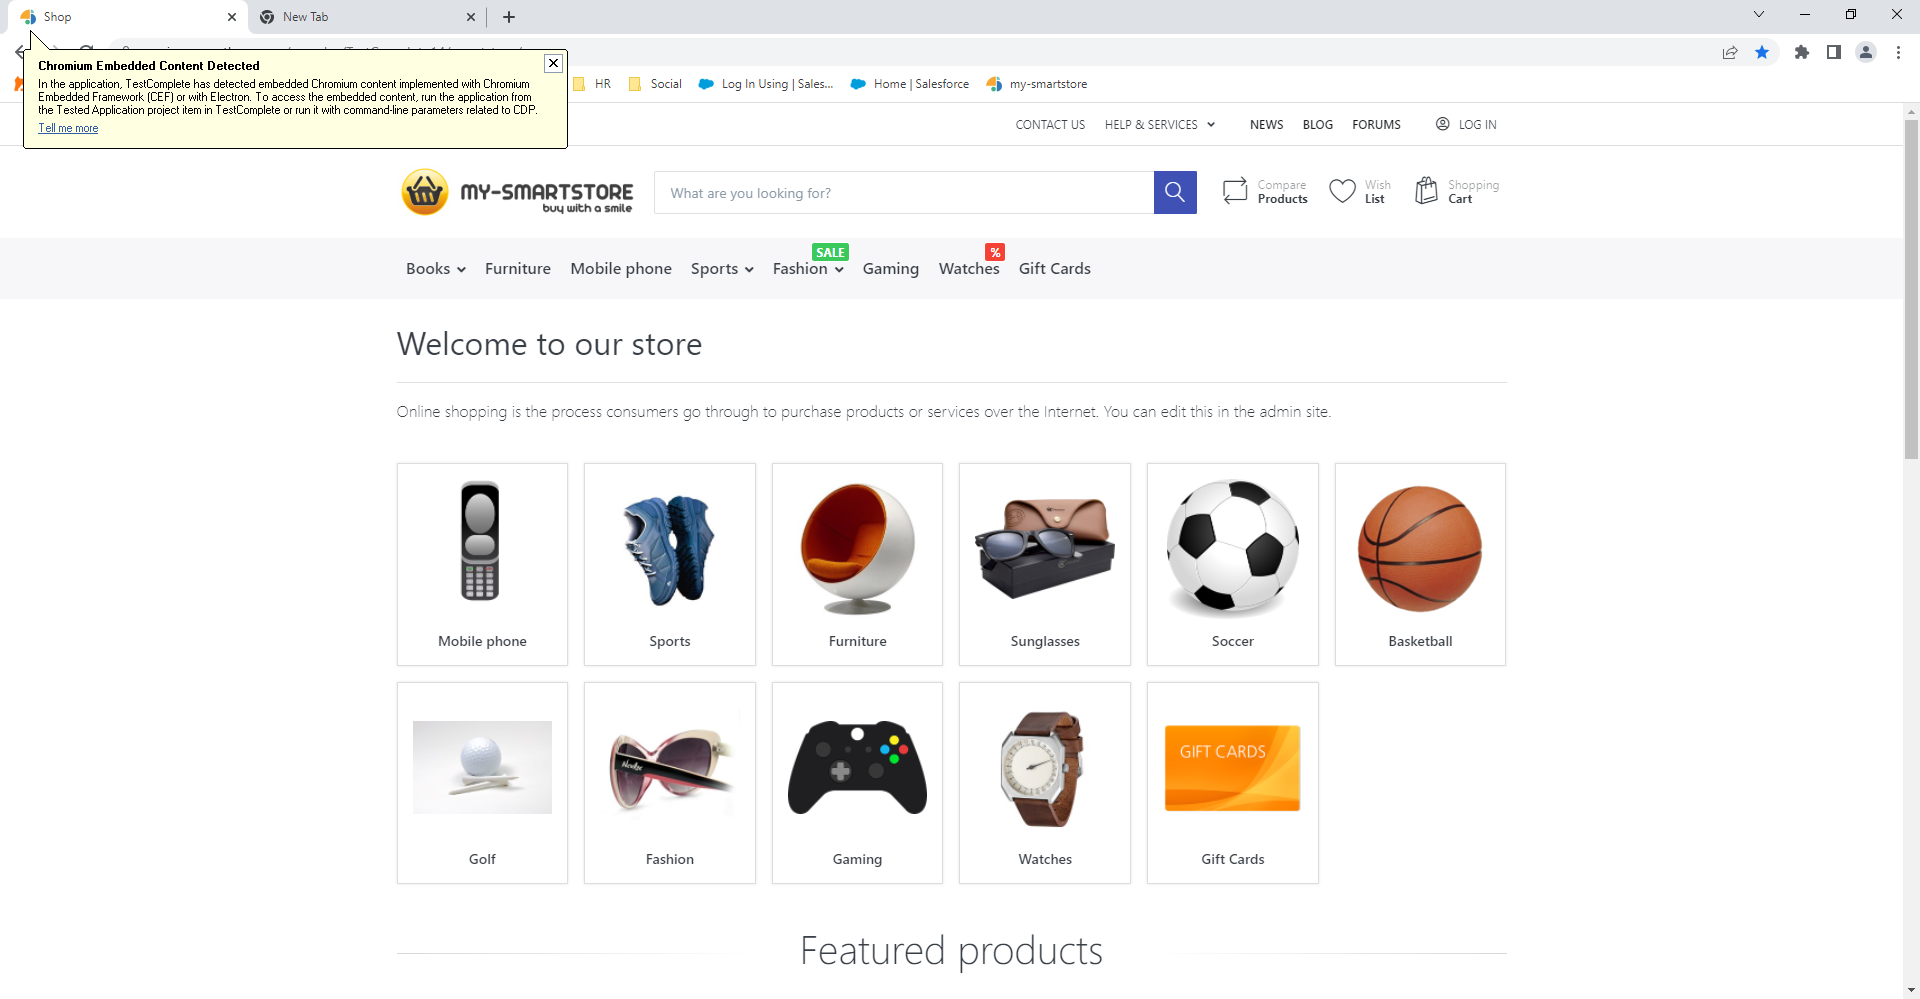 Shop
New Tab
Chromium Embedded Content Detected
In the application, TestComplete has detected embedded Chromium content implemented with Chromium
Embedded Framework (CEF) or with Electron. To access the embedded content, run the application from
the Tested Application project item in TestComplete or run it with command-line parameters related to CDP.
Tell me more
HR
Social
Log In Using | Sales...
Home | Salesforce
my-smartstore
CONTACT US
HELP & SERVICES
NEWS
BLOG
FORUMS
LOG IN
MY-SMARTSTORE
buy with a smile
What are you looking for?
Compare
Products
Wish
List
Shopping
Cart
SALE
%
Books
Furniture
Mobile phone
Sports
Fashion
Gaming
Watches
Gift Cards
Welcome to our store
Online shopping is the process consumers go through to purchase products or services over the Internet. You can edit this in the admin site.
Mobile phone
Sports
Furniture
Sunglasses
Soccer
Basketball
GIFT CARDS
Golf
Fashion
Gaming
Watches
Gift Cards
Featured products